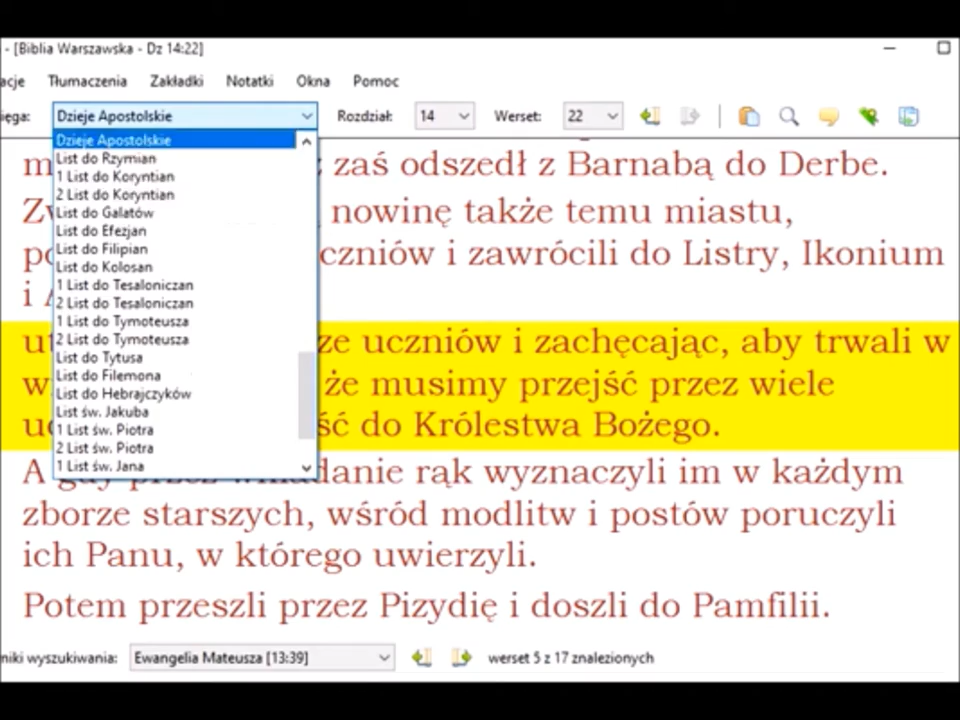 - [Biblia Warszawska - Dz 14:22]
acje Tłumaczenia Zakładki Notatki Okna Pomoc
ięga: Dzieje Apostolskie Rozdział: 14 Werset: 22
Dzieje Apostolskie
List do Rzymian
1 List do Koryntian
2 List do Koryntian
List do Galatów
List do Efezjan
List do Filipian
List do Kolosan
1 List do Tesaloniczan
2 List do Tesaloniczan
1 List do Tymoteusza
2 List do Tymoteusza
List do Tytusa
List do Filemona
List do Hebrajczyków
List św. Jakuba
1 List św. Piotra
2 List św. Piotra
1 List św. Jana
zaś odszedł z Barnabą do Derbe.
nowinę także temu miastu,
czniów i zawrócili do Listry, Ikonium
i A
ze uczniów i zachęcając, aby trwali w
w że musimy przejść przez wiele
ść do Królestwa Bożego.
A gdy przez wkładanie rąk wyznaczyli im w każdym
zborze starszych, wśród modlitw i postów poruczyli
ich Panu, w którego uwierzyli.
Potem przeszli przez Pizydię i doszli do Pamfilii.
niki wyszukiwania: Ewangelia Mateusza [13:39] werset 5 z 17 znalezionych